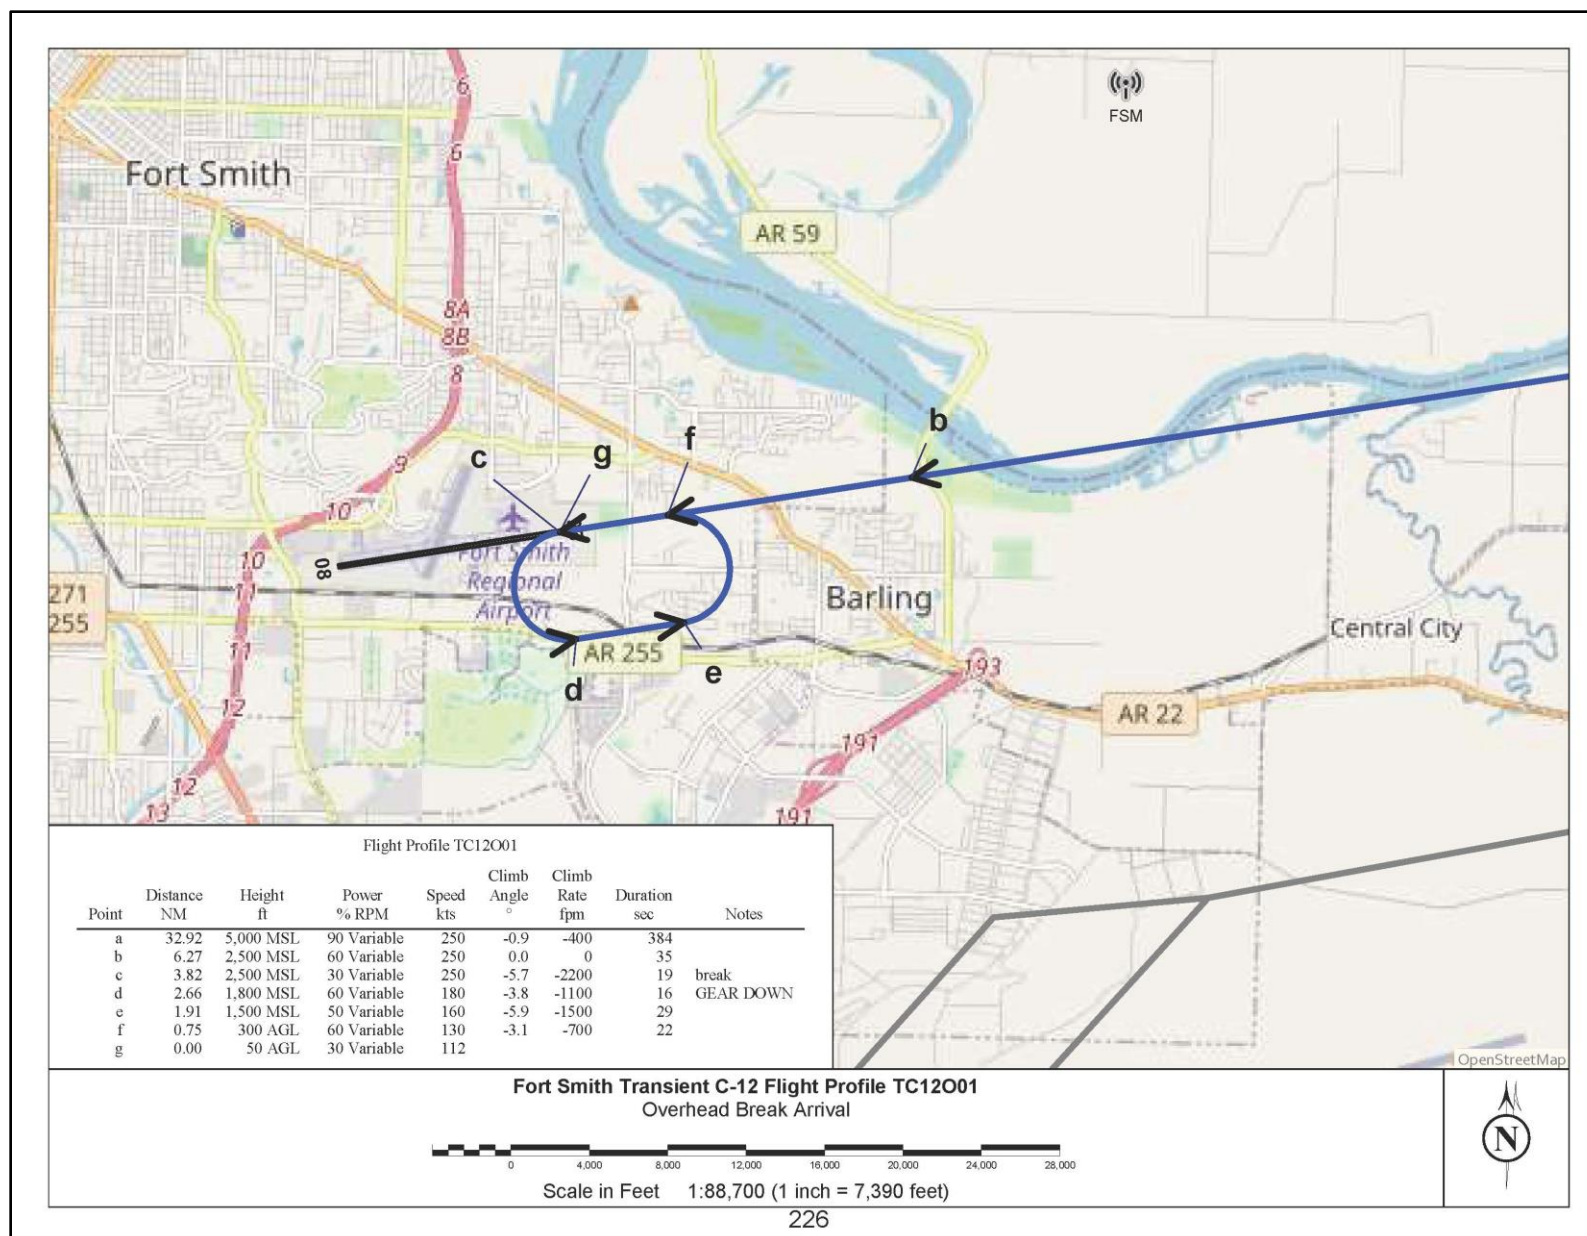 6
FSM
6
Fort Smith
AR 59
8A
8B
8
b
f
c
g
9
10
10
08
Fort Smith
Regional
Airport
11
271
255
Barling
Central City
AR 255
11
e
d
193
12
AR 22
191
12
13
191
Flight Profile TC12O01
Climb Climb
Distance Height Power Speed Angle Rate Duration
Point NM ft % RPM kts ° fpm sec Notes
a 32.92 5,000 MSL 90 Variable 250 -0.9 -400 384
b 6.27 2,500 MSL 60 Variable 250 0.0 0 35
c 3.82 2,500 MSL 30 Variable 250 -5.7 -2200 19 break
d 2.66 1,800 MSL 60 Variable 180 -3.8 -1100 16 GEAR DOWN
e 1.91 1,500 MSL 50 Variable 160 -5.9 -1500 29
f 0.75 300 AGL 60 Variable 130 -3.1 -700 22
g 0.00 50 AGL 30 Variable 112
OpenStreetMap
Fort Smith Transient C-12 Flight Profile TC12O01
Overhead Break Arrival
0 4,000 8,000 12,000 16,000 20,000 24,000 28,000
Scale in Feet 1:88,700 (1 inch = 7,390 feet)
N
226